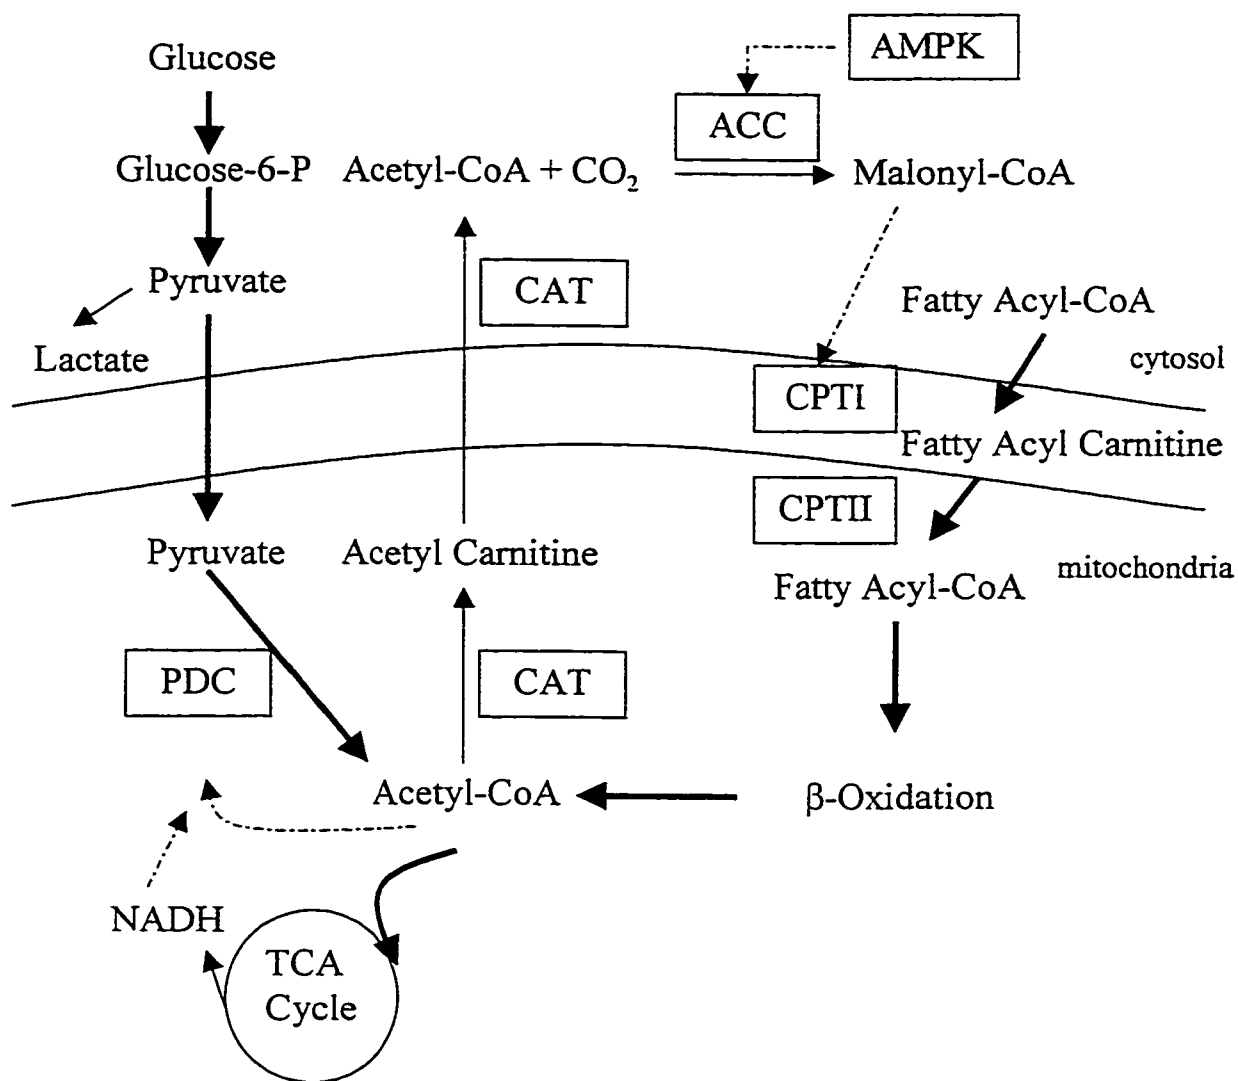 Glucose
AMPK
ACC
Glucose-6-P
Acetyl-CoA + CO₂
Malonyl-CoA
Pyruvate
CAT
Fatty Acyl-CoA
Lactate
cytosol
CPTI
Fatty Acyl Carnitine
CPTII
Pyruvate
Acetyl Carnitine
mitochondria
Fatty Acyl-CoA
PDC
CAT
Acetyl-CoA
β-Oxidation
NADH
TCA
Cycle